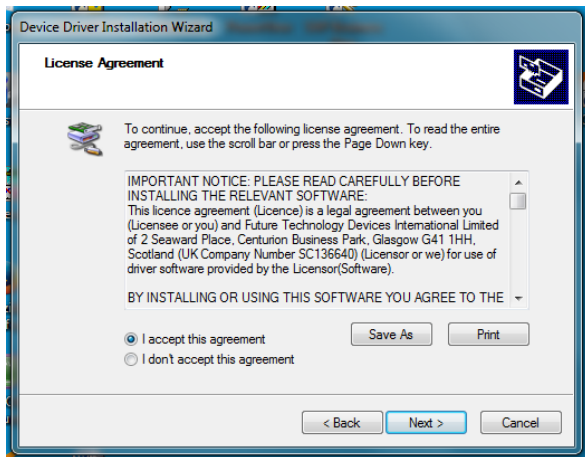 Device Driver Installation Wizard
License Agreement
To continue, accept the following license agreement. To read the entire
agreement, use the scroll bar or press the Page Down key.
IMPORTANT NOTICE: PLEASE READ CAREFULLY BEFORE
INSTALLING THE RELEVANT SOFTWARE:
This licence agreement (Licence) is a legal agreement between you
(Licensee or you) and Future Technology Devices International Limited
of 2 Seaward Place, Centurion Business Park, Glasgow G41 1HH,
Scotland (UK Company Number SC136640) (Licensor or we) for use of
driver software provided by the Licensor(Software).
BY INSTALLING OR USING THIS SOFTWARE YOU AGREE TO THE
I accept this agreement
Save As
Print
I don't accept this agreement
< Back
Next >
Cancel